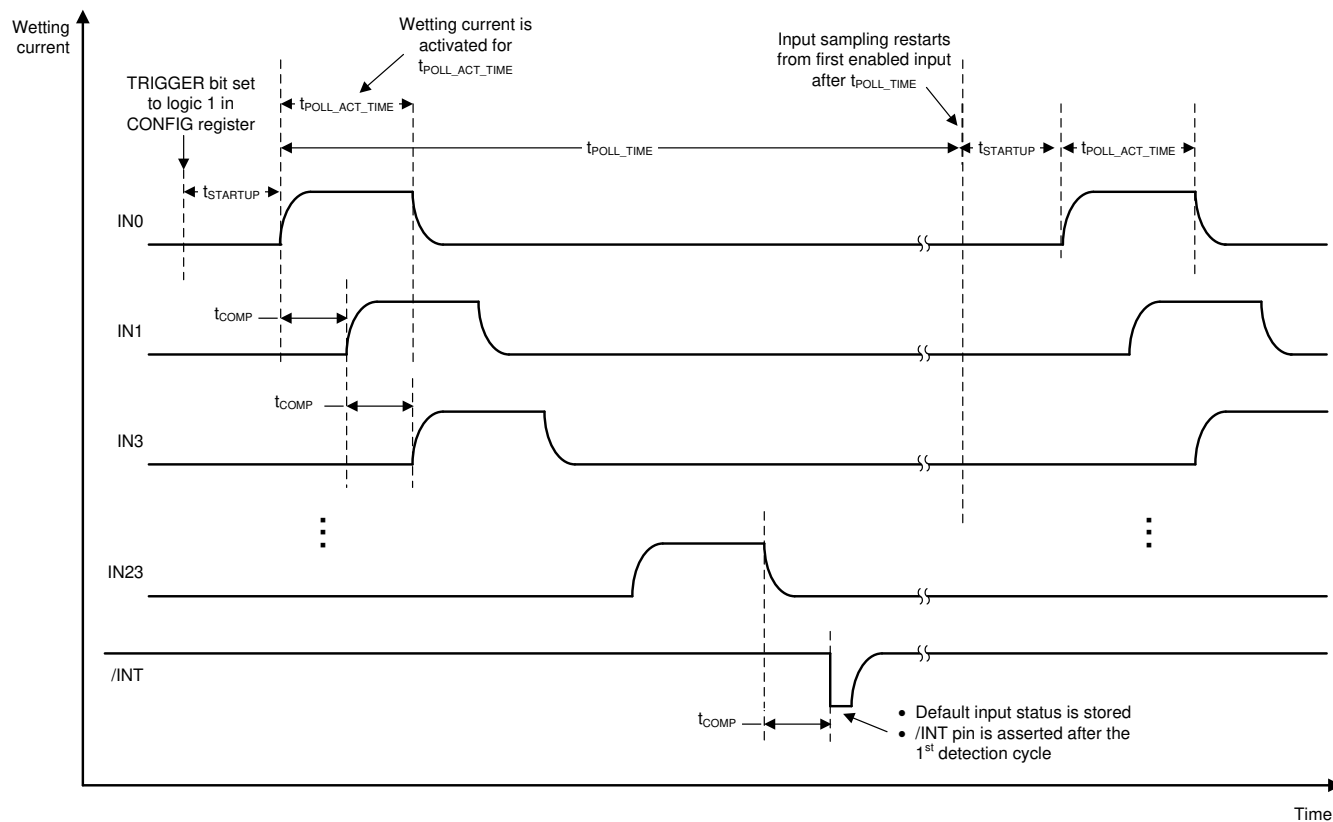 Wetting
current
Wetting current is
activated for
tPOLL_ACT_TIME
Input sampling restarts
from first enabled input
after tPOLL_TIME
TRIGGER bit set
to logic 1 in
CONFIG register
tPOLL_ACT_TIME
tPOLL_TIME
tSTARTUP
tPOLL_ACT_TIME
tSTARTUP
IN0
tCOMP
IN1
tCOMP
IN3
IN23
/INT
tCOMP
• Default input status is stored
• /INT pin is asserted after the
1st detection cycle
Time